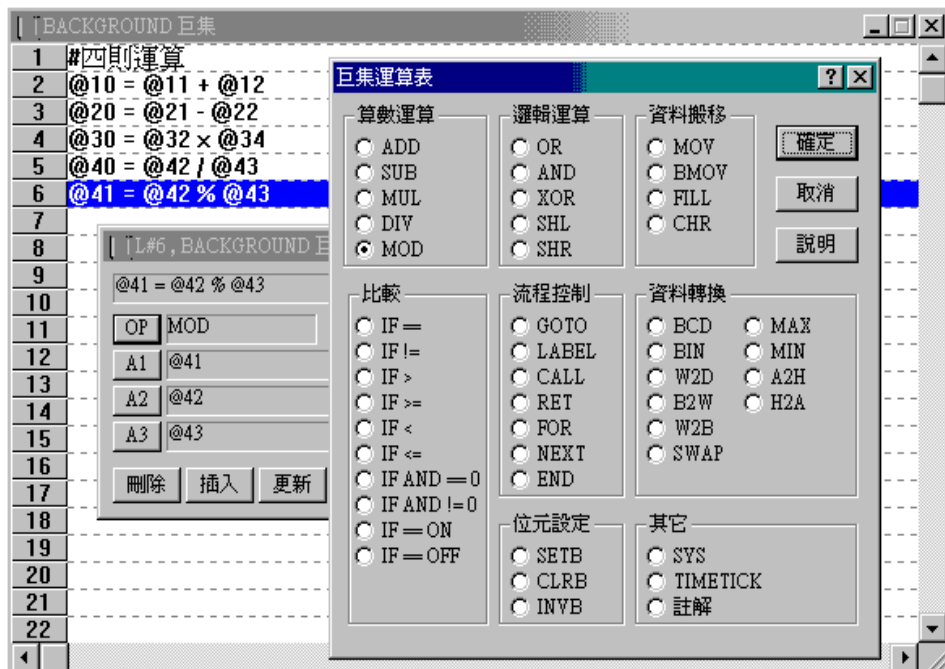 BACKGROUND 巨集
1 #四則運算
2 @10 = @11 + @12
3 @20 = @21 - @22
4 @30 = @32 x @34
5 @40 = @42 / @43
6 @41 = @42 % @43
7
8
9
10
11
12
13
14
15
16
17
18
19
20
21
22
L#6,BACKGROUND 巨
@41 = @42 % @43
OP MOD
A1 @41
A2 @42
A3 @43
刪除 插入 更新
巨集運算表
算數運算
ADD
SUB
MUL
DIV
MOD
邏輯運算
OR
AND
XOR
SHL
SHR
資料搬移
MOV
BMOV
FILL
CHR
確定
取消
說明
比較
IF ==
IF !=
IF >
IF >=
IF <
IF <=
IF AND == 0
IF AND != 0
IF == ON
IF == OFF
流程控制
GOTO
LABEL
CALL
RET
FOR
NEXT
END
資料轉換
BCD
BIN
W2D
B2W
W2B
SWAP
MAX
MIN
A2H
H2A
位元設定
SETB
CLRB
INVB
其它
SYS
TIMETICK
註解